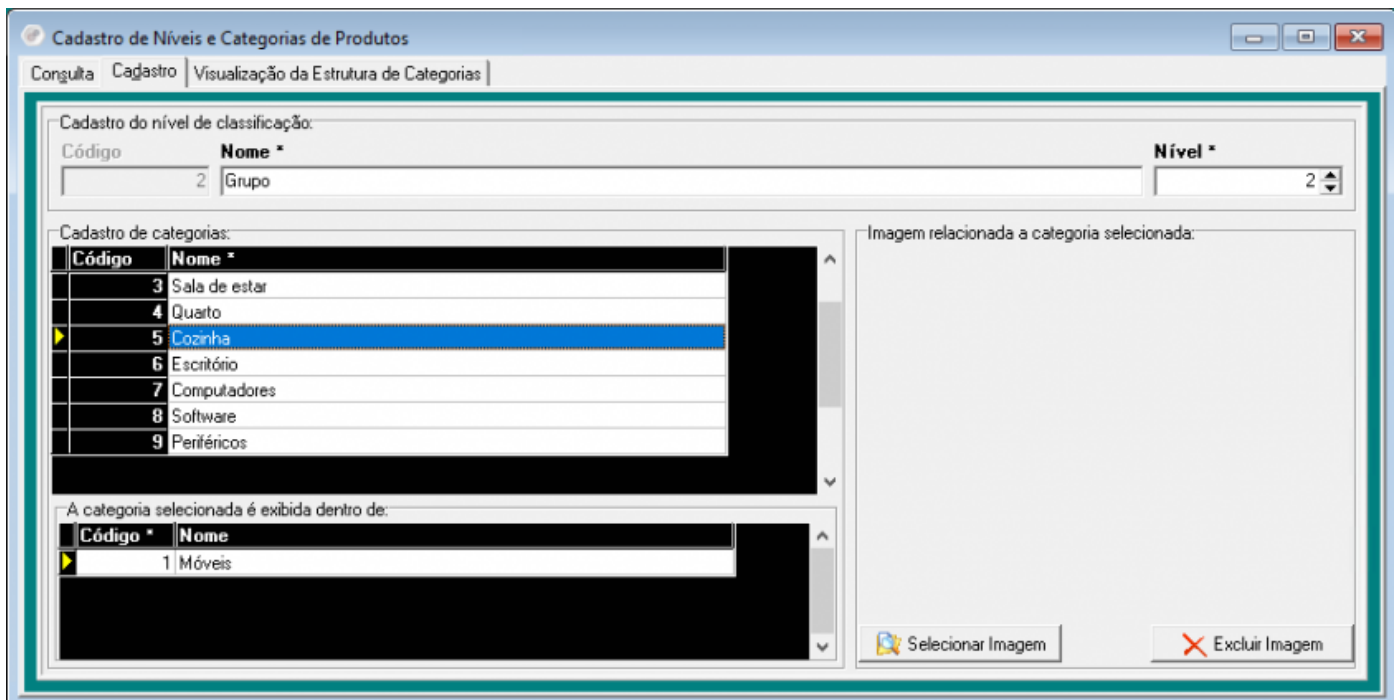 Cadastro de Níveis e Categorias de Produtos
Consulta Cadastro Visualização da Estrutura de Categorias
Cadastro do nível de classificação:
Código Nome * Nível *
2 Grupo 2
Cadastro de categorias:
Código Nome *
3 Sala de estar
4 Quarto
5 Cozinha
6 Escritório
7 Computadores
8 Software
9 Periféricos
A categoria selecionada é exibida dentro de:
Código * Nome
1 Móveis
Imagem relacionada a categoria selecionada:
Selecionar Imagem Excluir Imagem